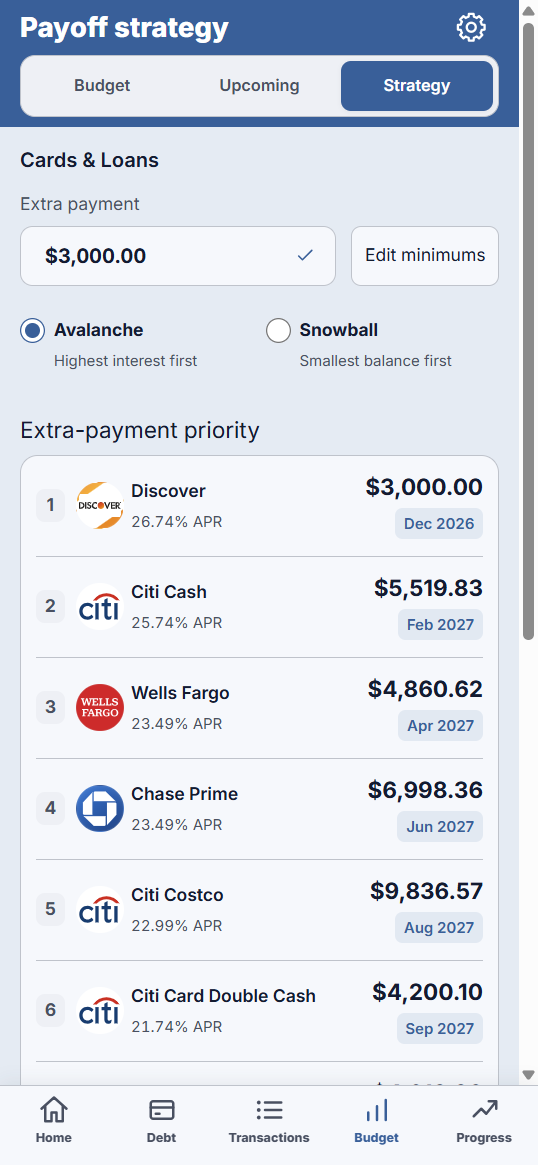 Payoff strategy
Budget
Upcoming
Strategy
Cards & Loans
Extra payment
$3,000.00
Edit minimums
Avalanche
Highest interest first
Snowball
Smallest balance first
Extra-payment priority
1
DISCOVER
Discover
26.74% APR
$3,000.00
Dec 2026
2
citi
Citi Cash
25.74% APR
$5,519.83
Feb 2027
3
WELLS
FARGO
Wells Fargo
23.49% APR
$4,860.62
Apr 2027
4
Chase Prime
23.49% APR
$6,998.36
Jun 2027
5
citi
Citi Costco
22.99% APR
$9,836.57
Aug 2027
6
citi
Citi Card Double Cash
21.74% APR
$4,200.10
Sep 2027
Home
Debt
Transactions
Budget
Progress